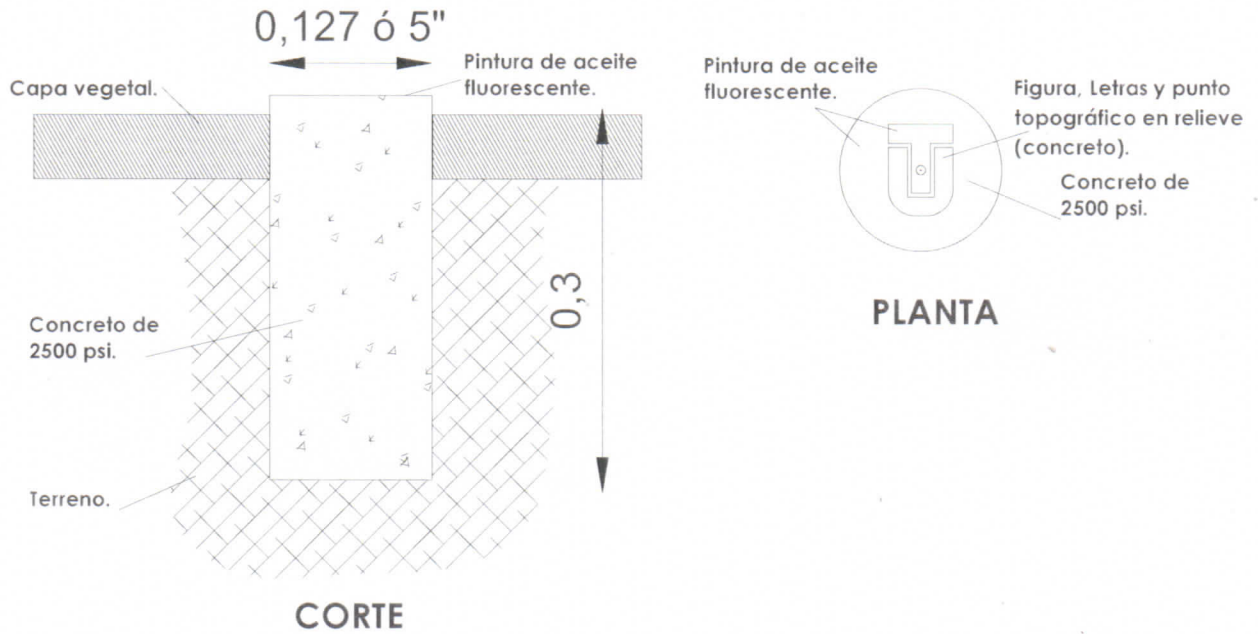 0,127 ó 5"
Capa vegetal.
Pintura de aceite
fluorescente.
0,3
Concreto de
2500 psi.
Terreno.
CORTE
Pintura de aceite
fluorescente.
Figura, Letras y punto
topográfico en relieve
(concreto).
Concreto de
2500 psi.
PLANTA